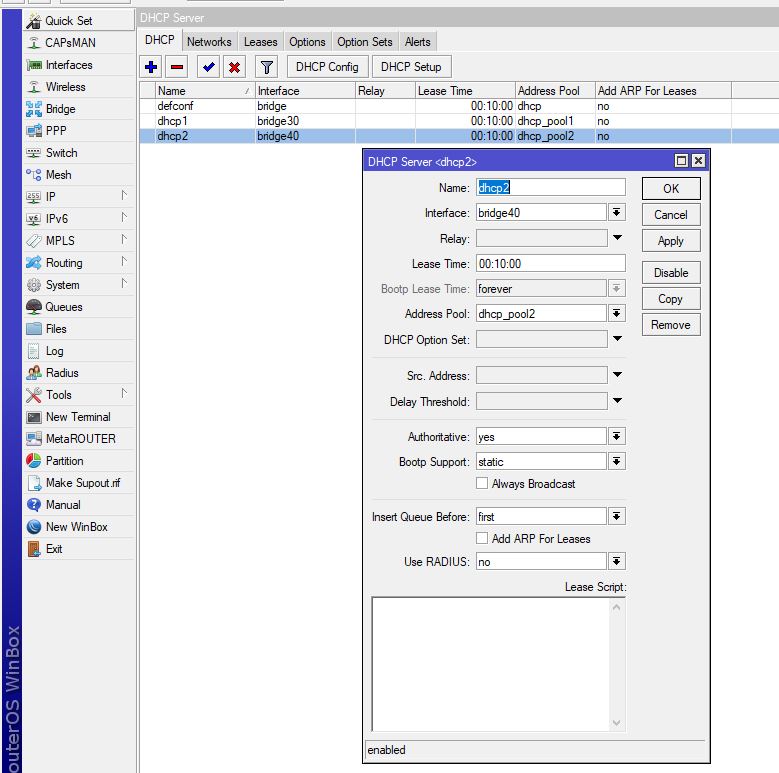 Quick Set
CAPsMAN
Interfaces
Wireless
Bridge
PPP
Switch
Mesh
IP
IPv6
MPLS
Routing
System
Queues
Files
Log
Radius
Tools
New Terminal
MetaROUTER
Partition
Make Supout.rif
Manual
New WinBox
Exit
outerOS WinBox
DHCP Server
DHCP Networks Leases Options Option Sets Alerts
DHCP Config DHCP Setup
Name Interface Relay Lease Time Address Pool Add ARP For Leases
defconf bridge 00:10:00 dhcp no
dhcp1 bridge30 00:10:00 dhcp_pool1 no
dhcp2 bridge40 00:10:00 dhcp_pool2 no
DHCP Server <dhcp2>
Name: dhcp2
Interface: bridge40
Relay:
Lease Time: 00:10:00
Bootp Lease Time: forever
Address Pool: dhcp_pool2
DHCP Option Set:
Src. Address:
Delay Threshold:
Authoritative: yes
Bootp Support: static
Always Broadcast
Insert Queue Before: first
Add ARP For Leases
Use RADIUS: no
Lease Script:
OK
Cancel
Apply
Disable
Copy
Remove
enabled